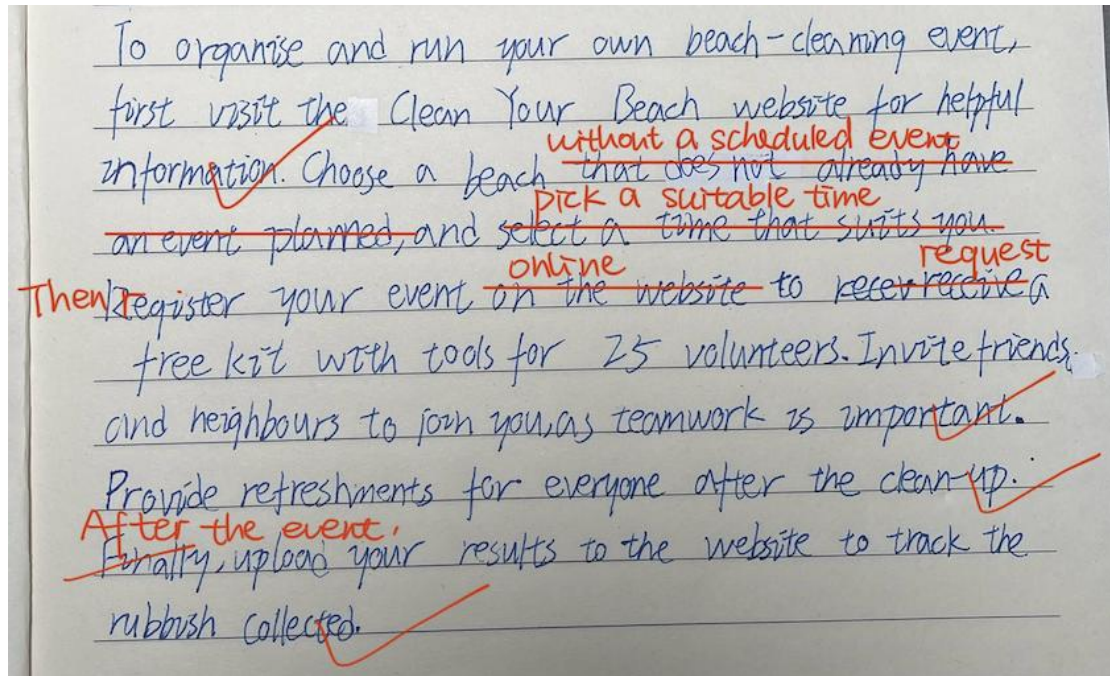 To organise and run your own beach-cleaning event,
first visit the Clean Your Beach website for helpful
without a scheduled event
information. Choose a beach that does not already have
pick a suitable time
an event planned, and select a time that suits you.
online request
Then r Register your event on the website to recev receive a
free kit with tools for 25 volunteers. Invite friends
and neighbours to join you, as teamwork is important.
Provide refreshments for everyone after the clean-up.
After the event,
Finally, upload your results to the website to track the
rubbish collected.